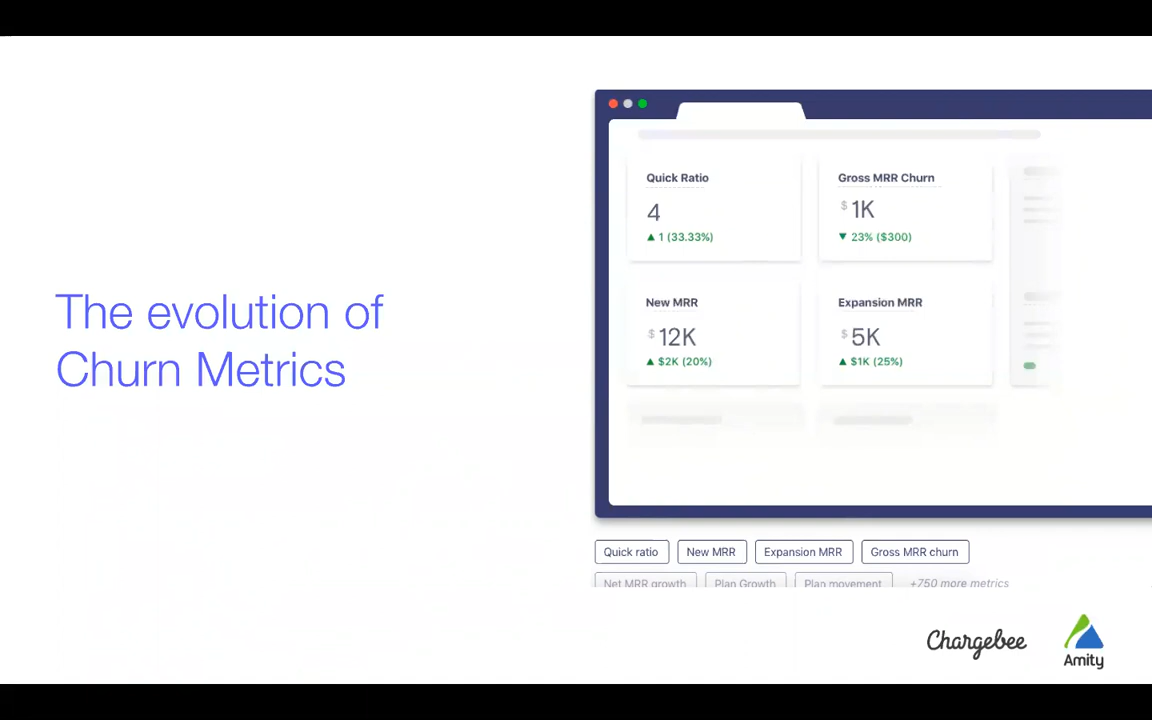 The evolution of
Churn Metrics
Quick Ratio
4
▲ 1 (33.33%)
Gross MRR Churn
$ 1K
▼ 23% ($300)
New MRR
$ 12K
▲ $2K (20%)
Expansion MRR
$ 5K
▲ $1K (25%)
Quick ratio
New MRR
Expansion MRR
Gross MRR churn
Net MRR growth
Plan Growth
Plan movement
+750 more metrics
Chargebee
Amity